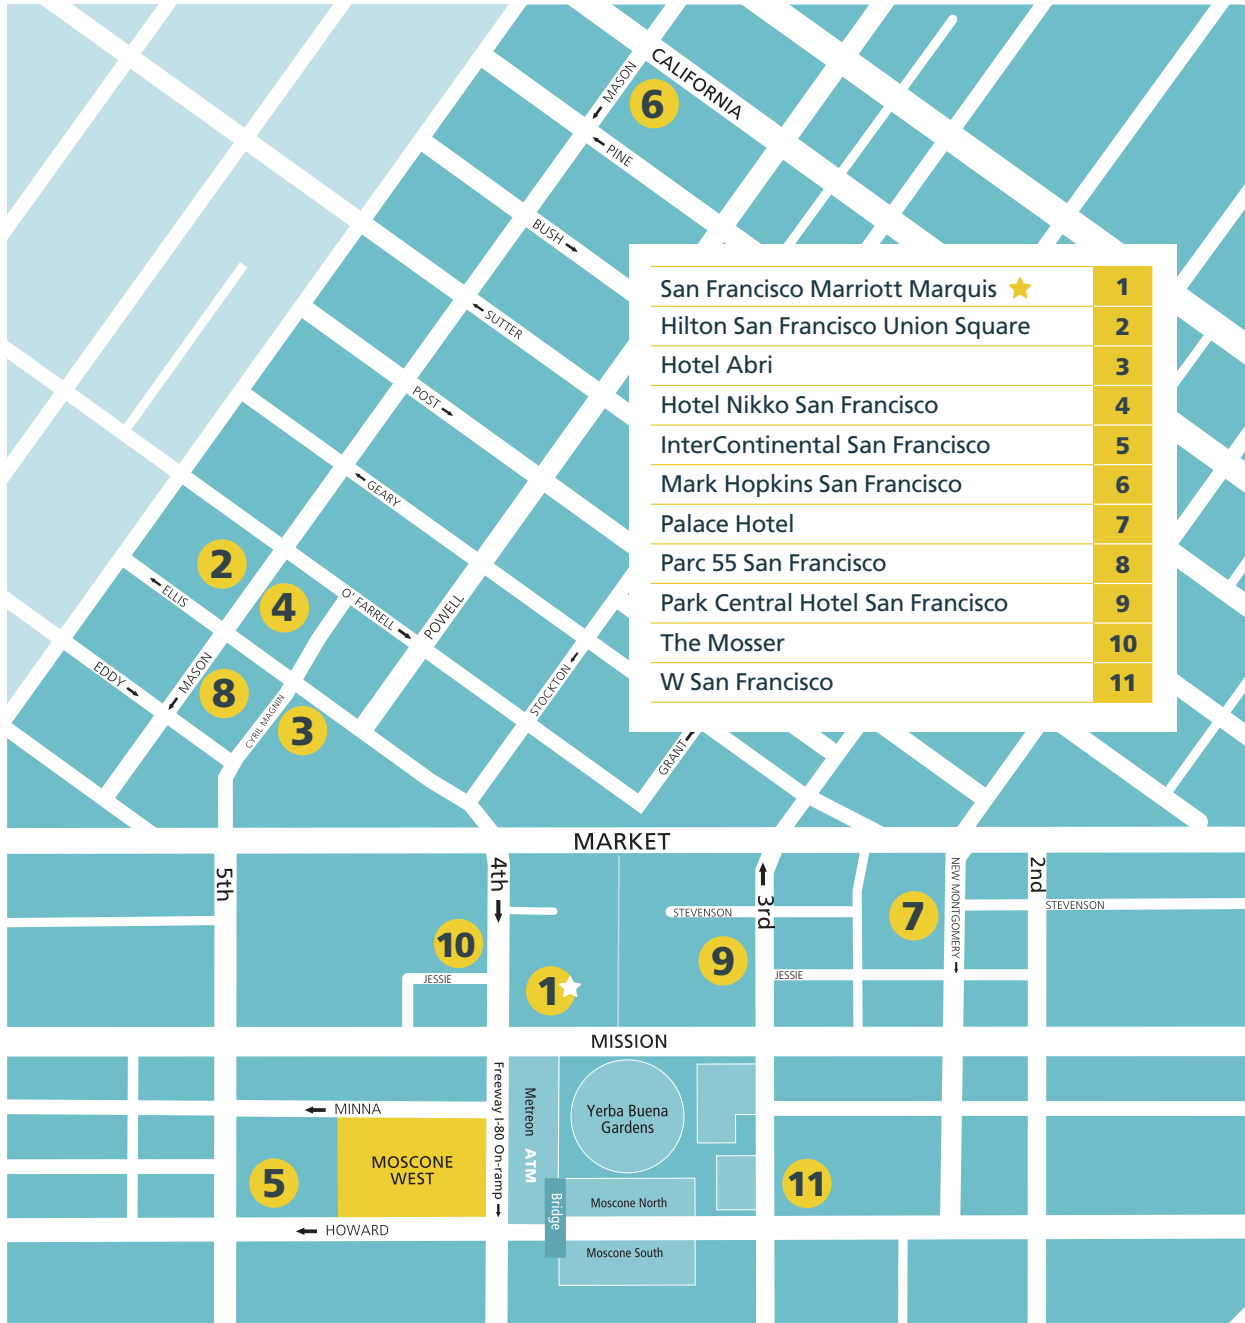 CALIFORNIA
MASON
6
PINE
BUSH
San Francisco Marriott Marquis 1
Hilton San Francisco Union Square 2
Hotel Abri 3
Hotel Nikko San Francisco 4
InterContinental San Francisco 5
Mark Hopkins San Francisco 6
Palace Hotel 7
Parc 55 San Francisco 8
Park Central Hotel San Francisco 9
The Mosser 10
W San Francisco 11
SUTTER
POST
GEARY
2
ELLIS
4
O' FARRELL
POWELL
EDDY
MASON
8
CYRIL MAGNIN
3
STOCKTON
GRANT
MARKET
5th
4th
3rd
NEW MONTGOMERY
2nd
STEVENSON
STEVENSON
7
10
9
JESSIE
JESSIE
1
MISSION
Freeway I-80 On-ramp
Metreon
ATM
Yerba Buena
Gardens
MINNA
MOSCONE
WEST
5
11
Bridge
Moscone North
HOWARD
Moscone South